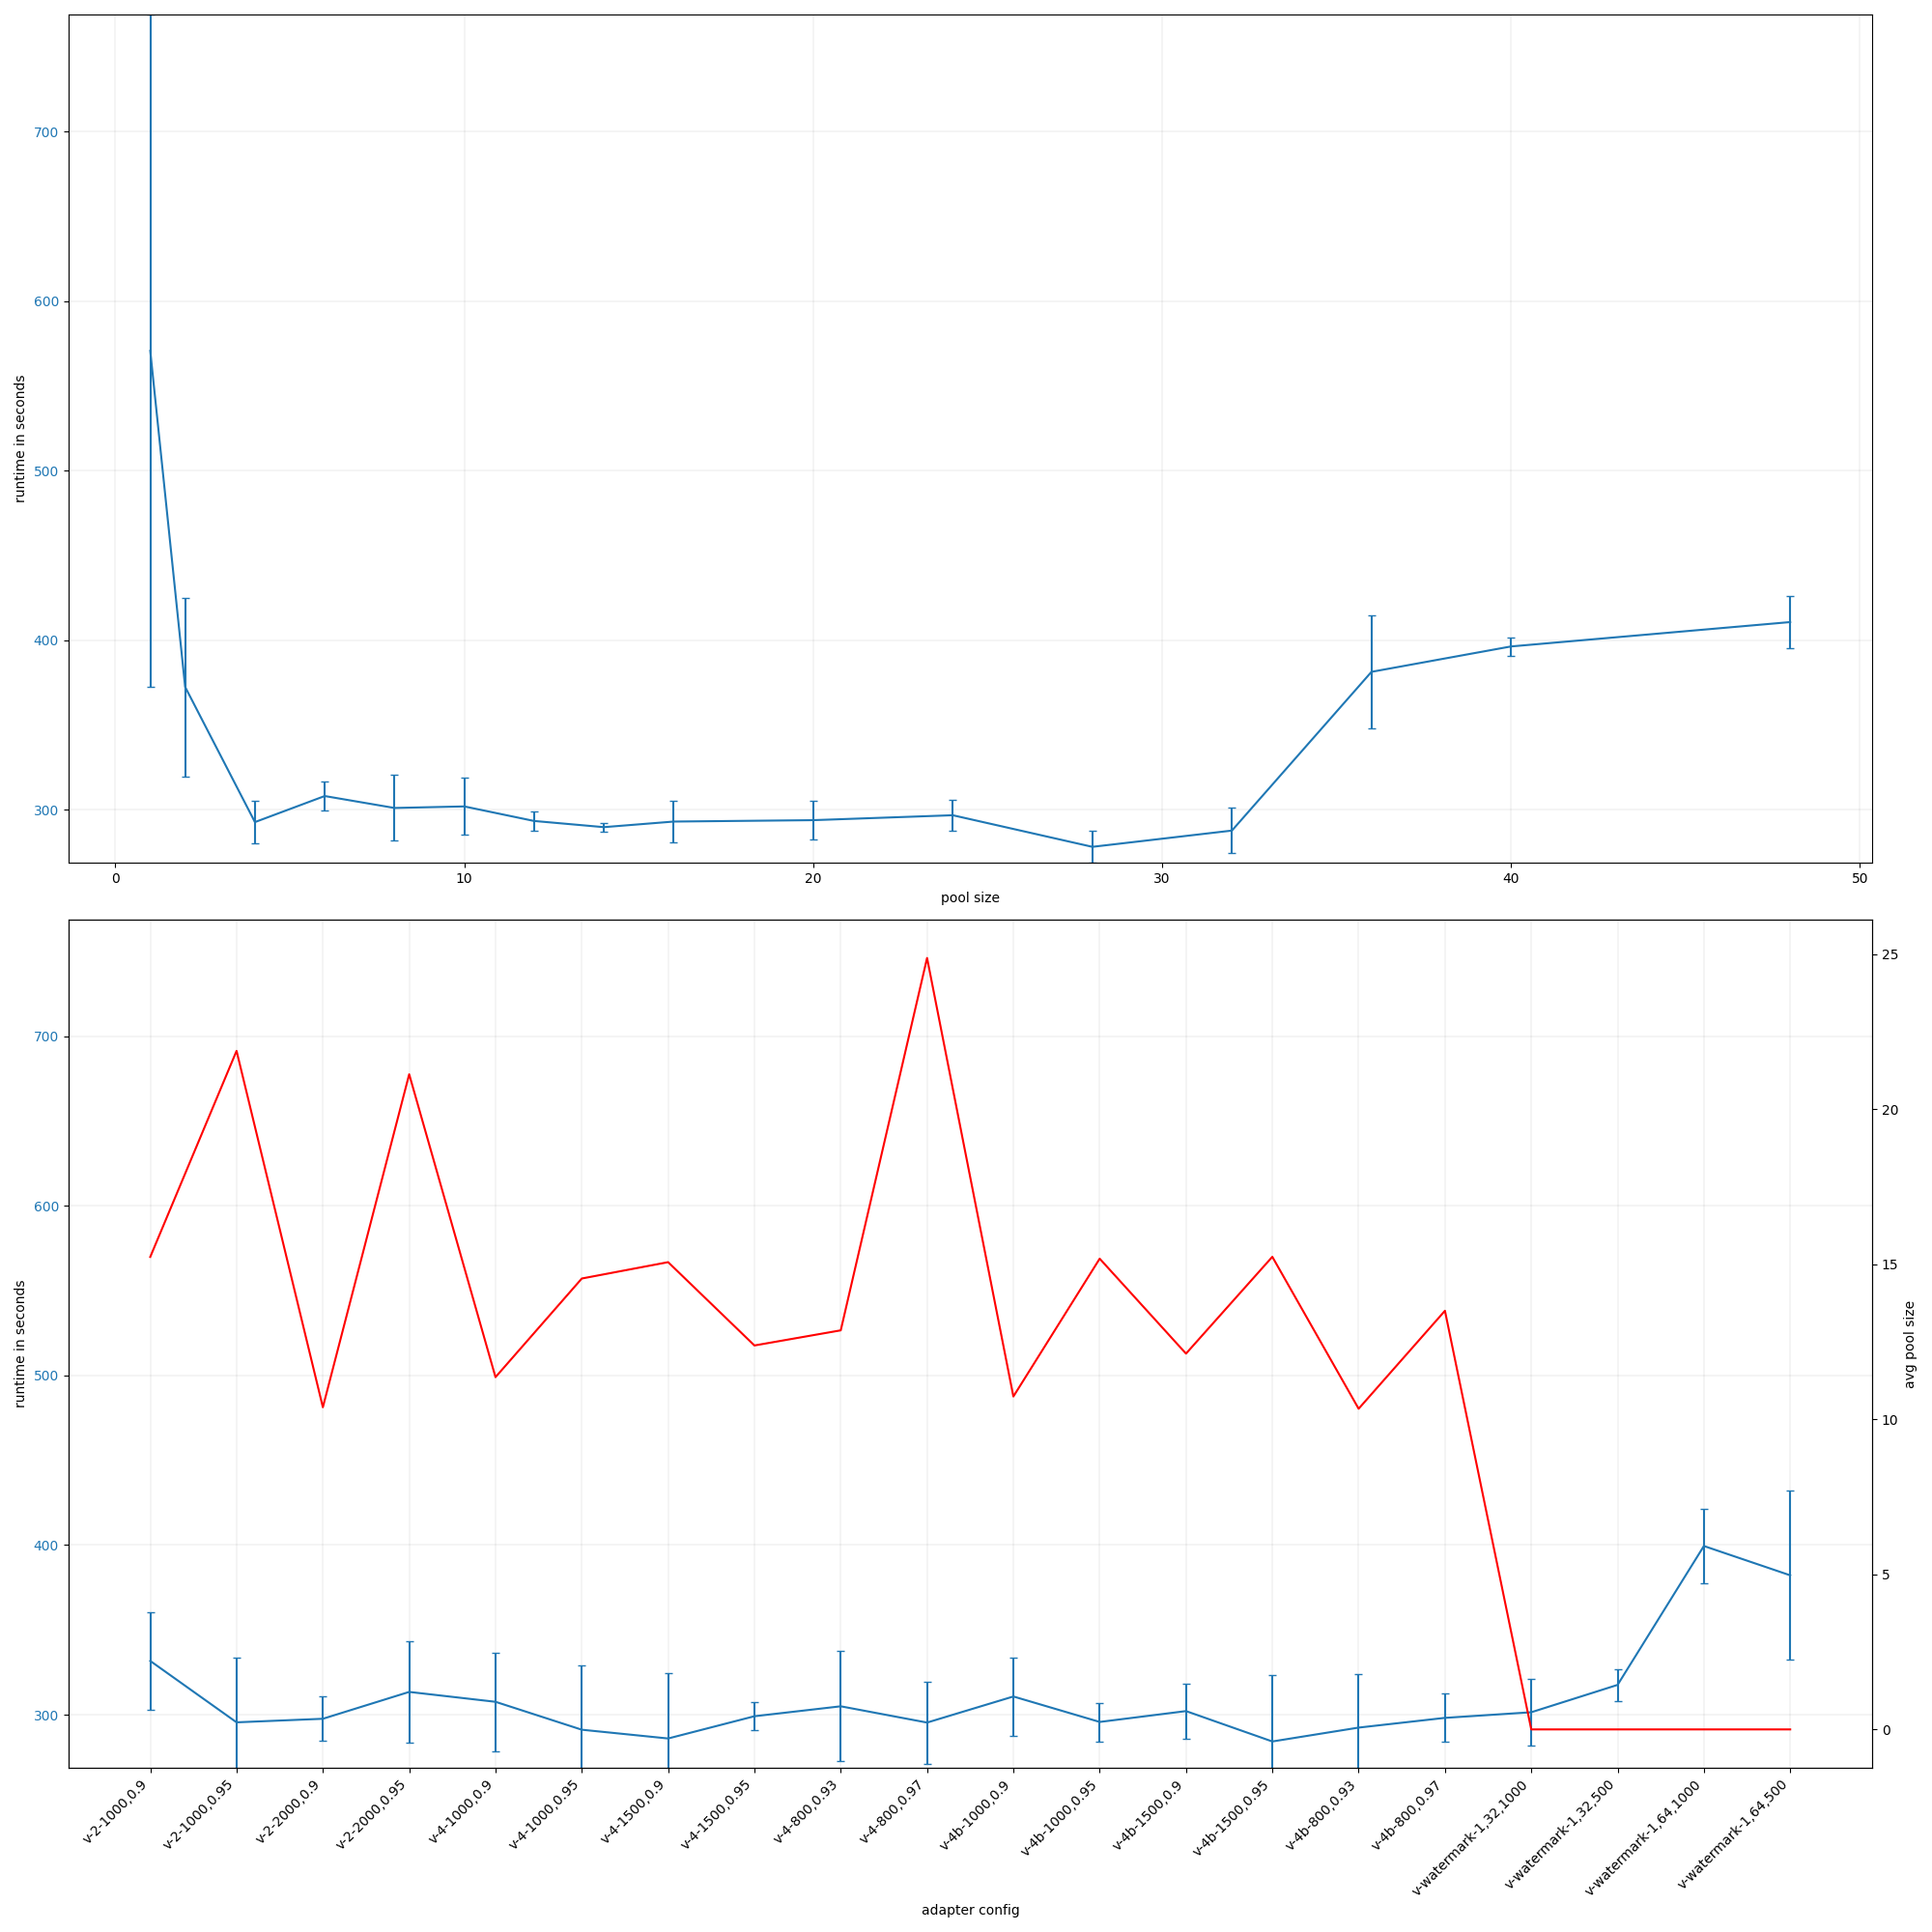 700
600
500
400
300
runtime in seconds
0 10 20 30 40 50
pool size
700
600
500
400
300
runtime in seconds
25
20
15
10
5
0
avg pool size
v-2-1000,0.9
v-2-1000,0.95
v-2-2000,0.9
v-2-2000,0.95
v-4-1000,0.9
v-4-1000,0.95
v-4-1500,0.9
v-4-1500,0.95
v-4-800,0.93
v-4-800,0.97
v-4b-1000,0.9
v-4b-1000,0.95
v-4b-1500,0.9
v-4b-1500,0.95
v-4b-800,0.93
v-4b-800,0.97
v-watermark-1,32,1000
v-watermark-1,32,500
v-watermark-1,64,1000
v-watermark-1,64,500
adapter config